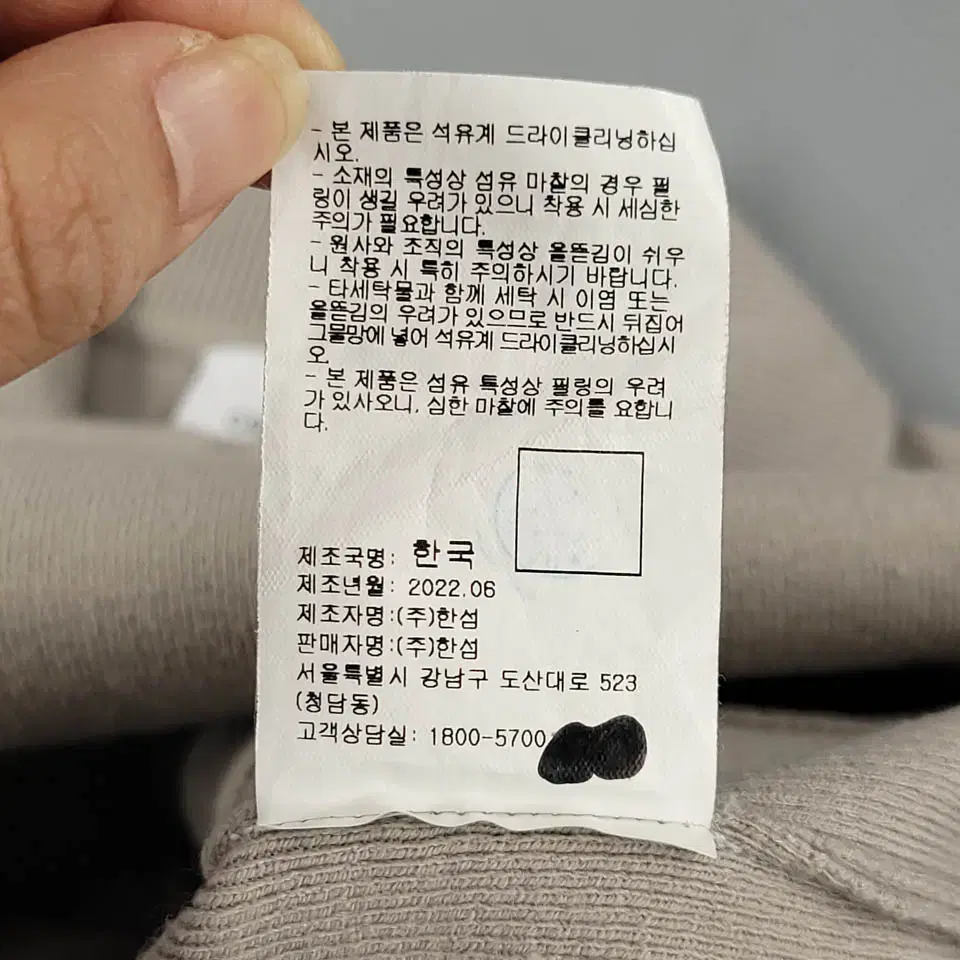 - 본 제품은 석유계 드라이클리닝하십
시오.
- 소재의 특성상 섬유 마찰의 경우 필
링이 생길 우려가 있으니 착용 시 세심한
주의가 필요합니다.
- 원사와 조직의 특성상 올뜯김이 쉬우
니 착용 시 특히 주의하시기 바랍니다.
- 타세탁물과 함께 세탁 시 이염 또는
올뜯김의 우려가 있으므로 반드시 뒤집어
그물망에 넣어 석유계 드라이클리닝하십시
오.
- 본 제품은 섬유 특성상 필링의 우려
가 있사오니, 심한 마찰에 주의를 요합니
다.
제조국명: 한국
제조년월: 2022.06
제조자명:(주)한섬
판매자명:(주)한섬
서울특별시 강남구 도산대로 523
(청담동)
고객상담실: 1800-5700